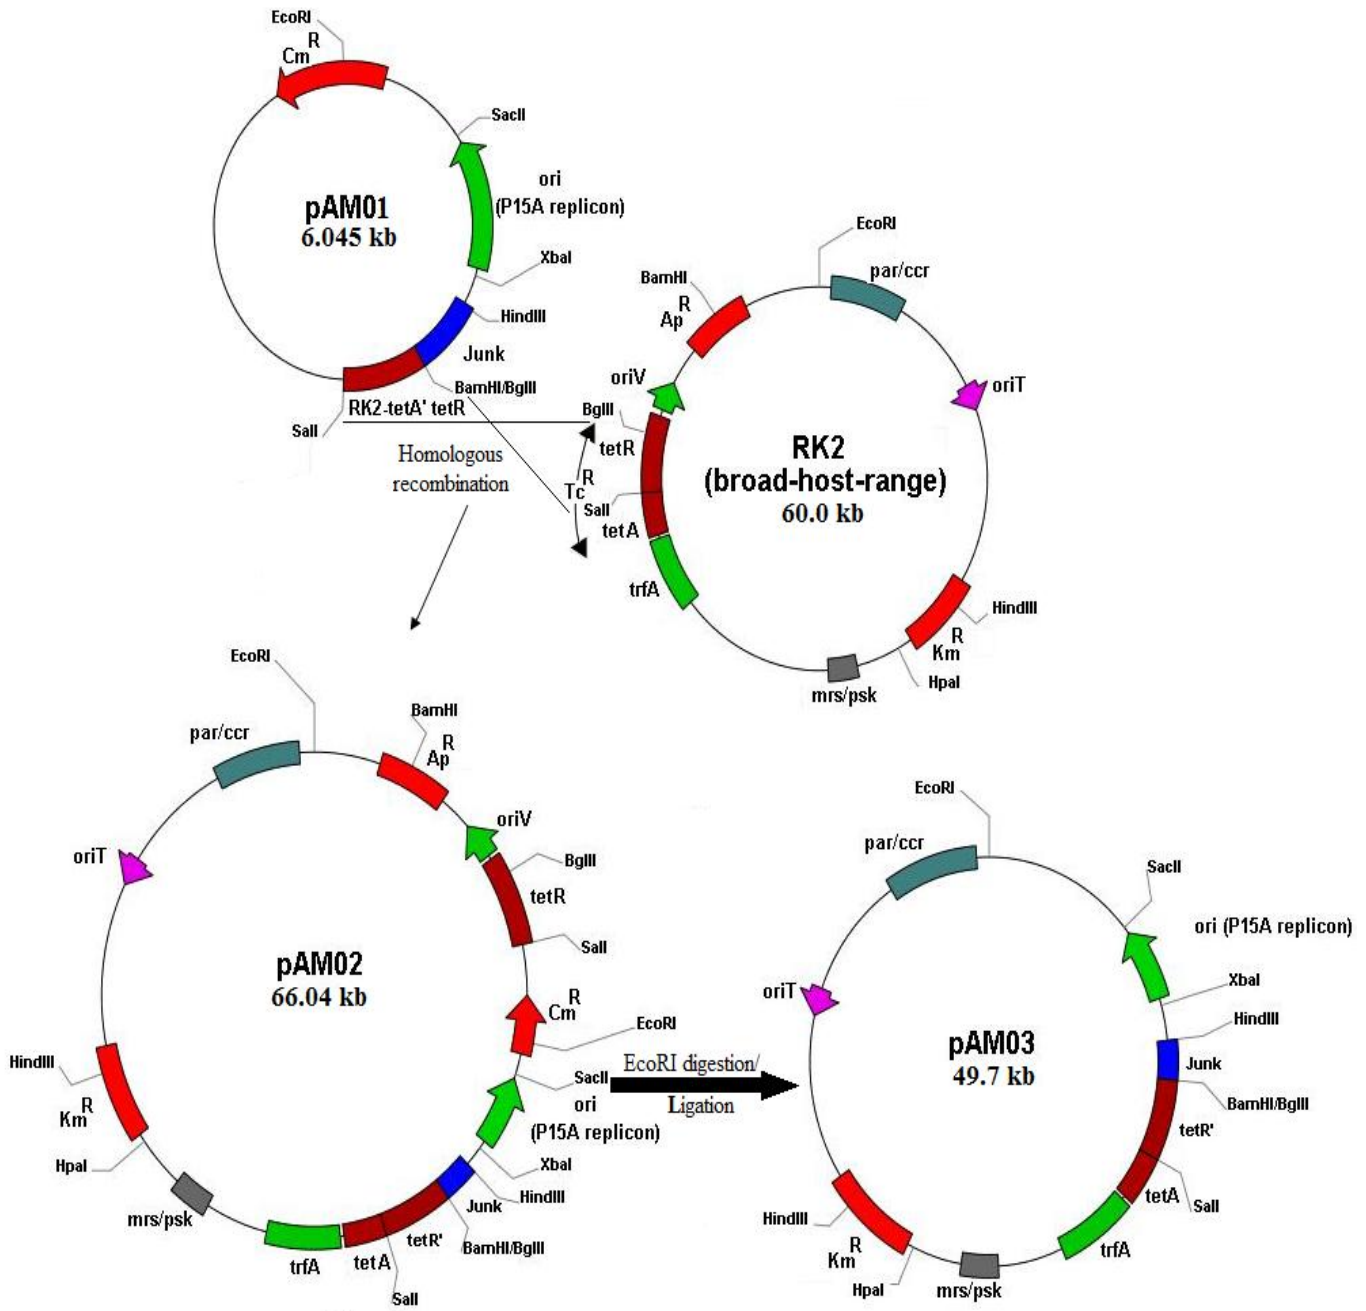 EcoRI
R
Cm
SacII
ori
(P15A replicon)
pAM01
6.045 kb
XbaI
HindIII
Junk
BamHI/BglII
RK2-tetA' tetR
SalI
Homologous
recombination
EcoRI
par/ccr
BamHI
R
Ap
oriV
oriT
BglII
tetR
R
Tc
SalI
tetA
RK2
(broad-host-range)
60.0 kb
trfA
HindIII
R
Km
HpaI
mrs/psk
EcoRI
BamHI
R
Ap
par/ccr
oriV
oriT
BglII
tetR
SalI
pAM02
66.04 kb
R
Cm
EcoRI
SacII
ori
(P15A replicon)
XbaI
HindIII
Junk
BamHI/BglII
tetR'
tetA
SalI
trfA
mrs/psk
HpaI
HindIII
R
Km
EcoRI digestion/
Ligation
EcoRI
par/ccr
SacII
ori (P15A replicon)
XbaI
oriT
HindIII
pAM03
49.7 kb
Junk
BamHI/BglII
tetR'
tetA
SalI
trfA
HindIII
R
Km
HpaI
mrs/psk